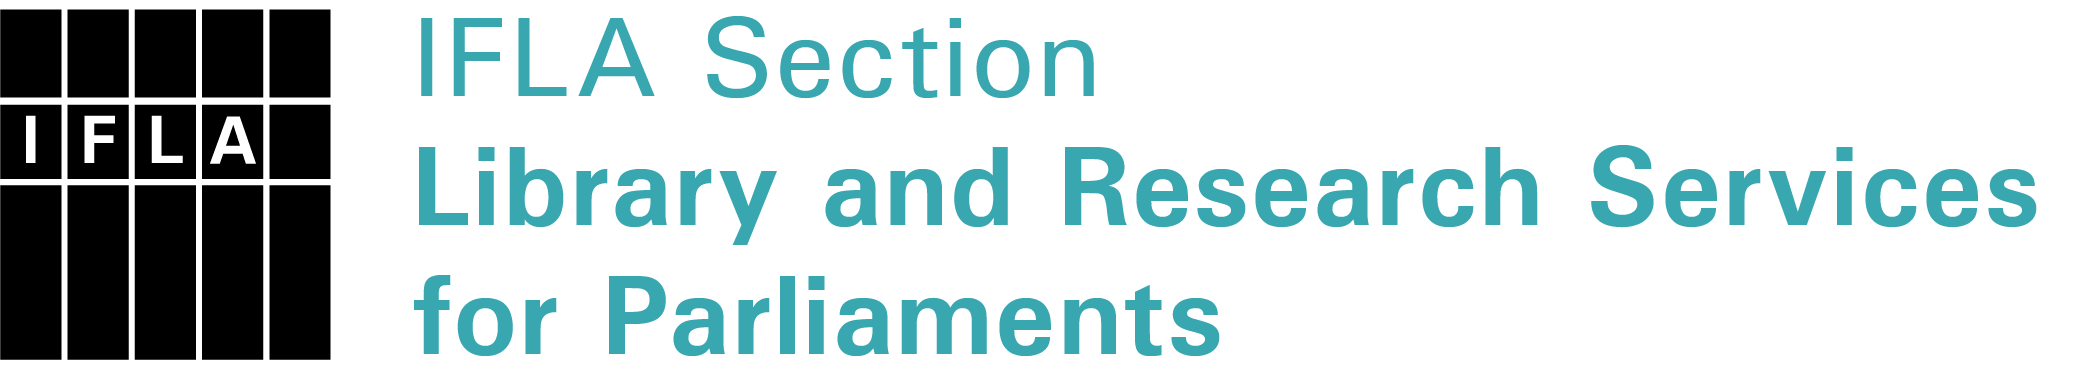 IFLA
IFLA Section
Library and Research Services
for Parliaments